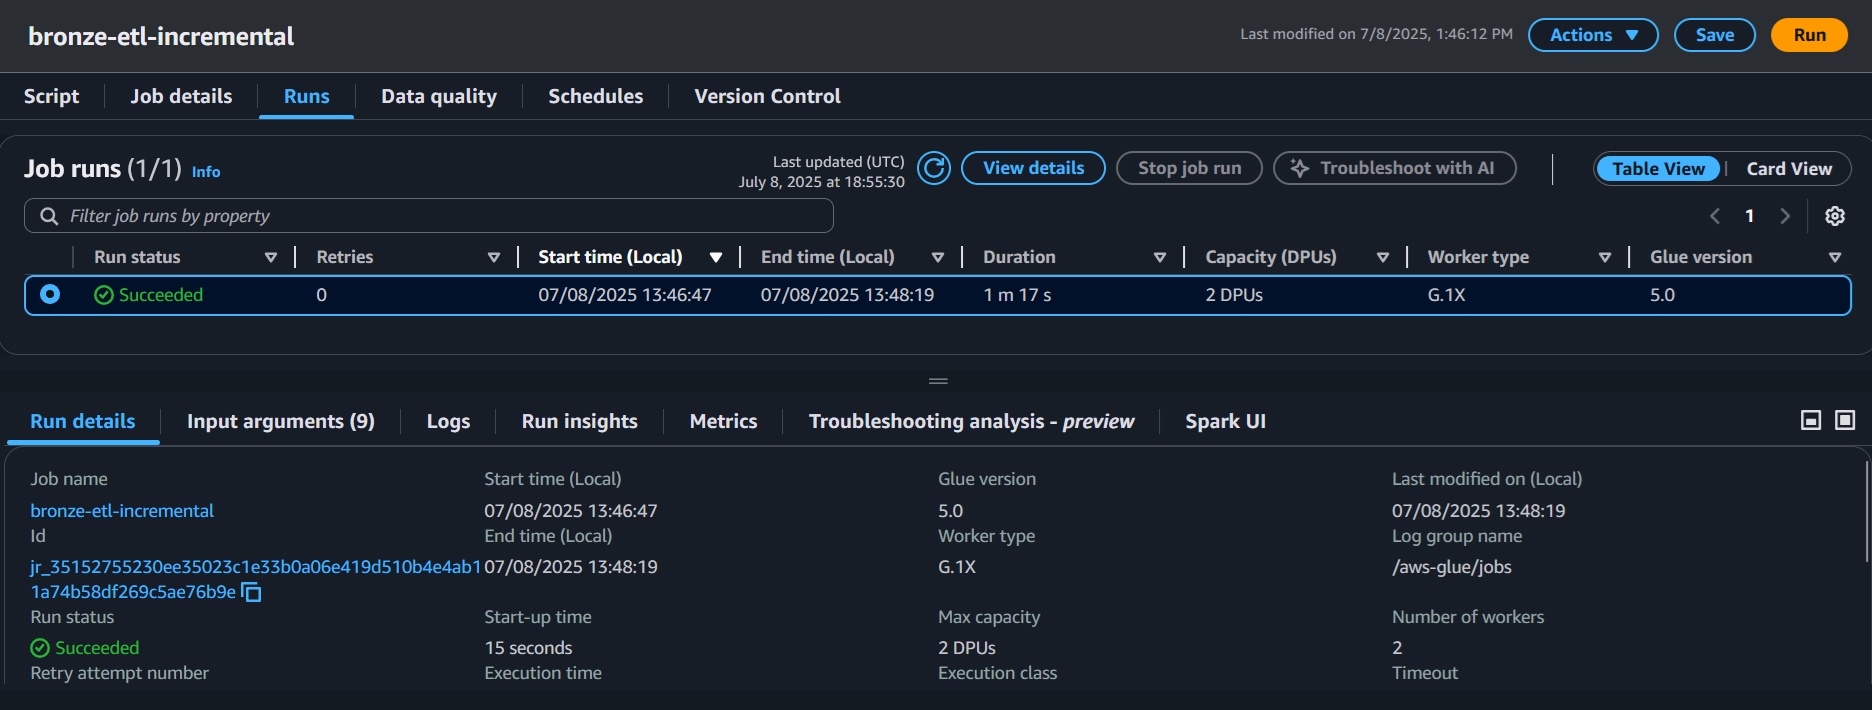 bronze-etl-incremental
Last modified on 7/8/2025, 1:46:12 PM
Actions
Save
Run
Script
Job details
Runs
Data quality
Schedules
Version Control
Job runs (1/1) Info
Last updated (UTC)
July 8, 2025 at 18:55:30
View details
Stop job run
Troubleshoot with AI
Table View
Card View
Filter job runs by property
1
Run status
Retries
Start time (Local)
End time (Local)
Duration
Capacity (DPUs)
Worker type
Glue version
Succeeded
0
07/08/2025 13:46:47
07/08/2025 13:48:19
1 m 17 s
2 DPUs
G.1X
5.0
Run details
Input arguments (9)
Logs
Run insights
Metrics
Troubleshooting analysis - preview
Spark UI
Job name
bronze-etl-incremental
Id
jr_35152755230ee35023c1e33b0a06e419d510b4e4ab1
1a74b58df269c5ae76b9e
Run status
Succeeded
Retry attempt number
Start time (Local)
07/08/2025 13:46:47
End time (Local)
07/08/2025 13:48:19
Start-up time
15 seconds
Execution time
Glue version
5.0
Worker type
G.1X
Max capacity
2 DPUs
Execution class
Last modified on (Local)
07/08/2025 13:48:19
Log group name
/aws-glue/jobs
Number of workers
2
Timeout